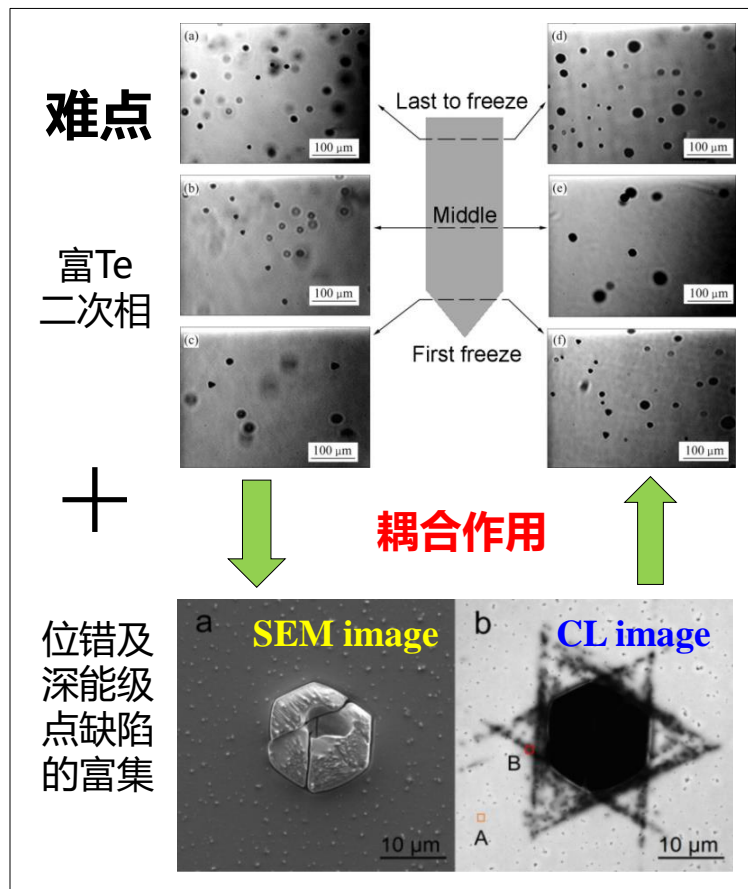 难点
富Te
二次相
(a)
100 μm
(b)
100 μm
(c)
100 μm
Last to freeze
Middle
First freeze
(d)
100 μm
(e)
100 μm
(f)
100 μm
+
耦合作用
位错及
深能级
点缺陷
的富集
a
SEM image
10 μm
b
CL image
B
A
10 μm